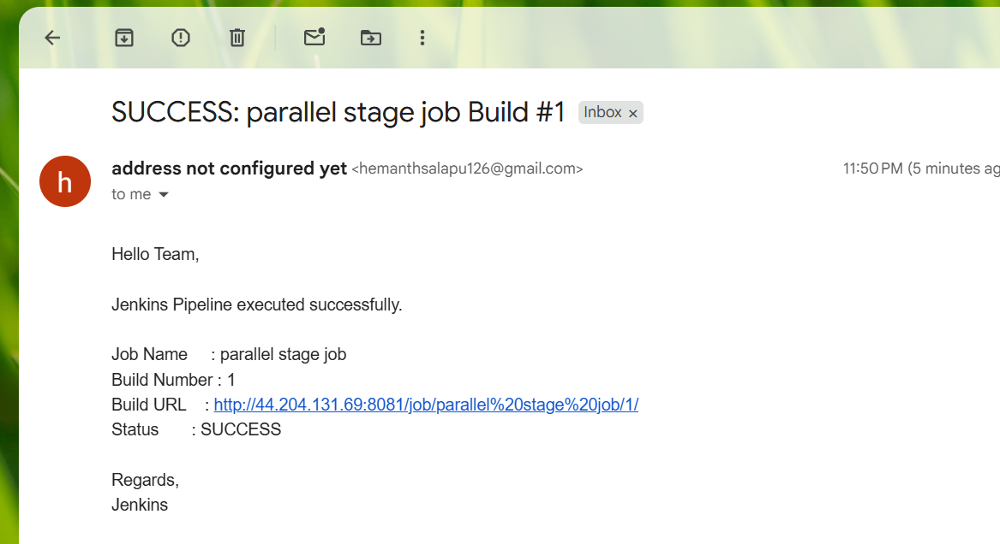 SUCCESS: parallel stage job Build #1 Inbox ×
h
address not configured yet <hemanthsalapu126@gmail.com> 11:50 PM (5 minutes ag
to me
Hello Team,
Jenkins Pipeline executed successfully.
Job Name : parallel stage job
Build Number : 1
Build URL : http://44.204.131.69:8081/job/parallel%20stage%20job/1/
Status : SUCCESS
Regards,
Jenkins